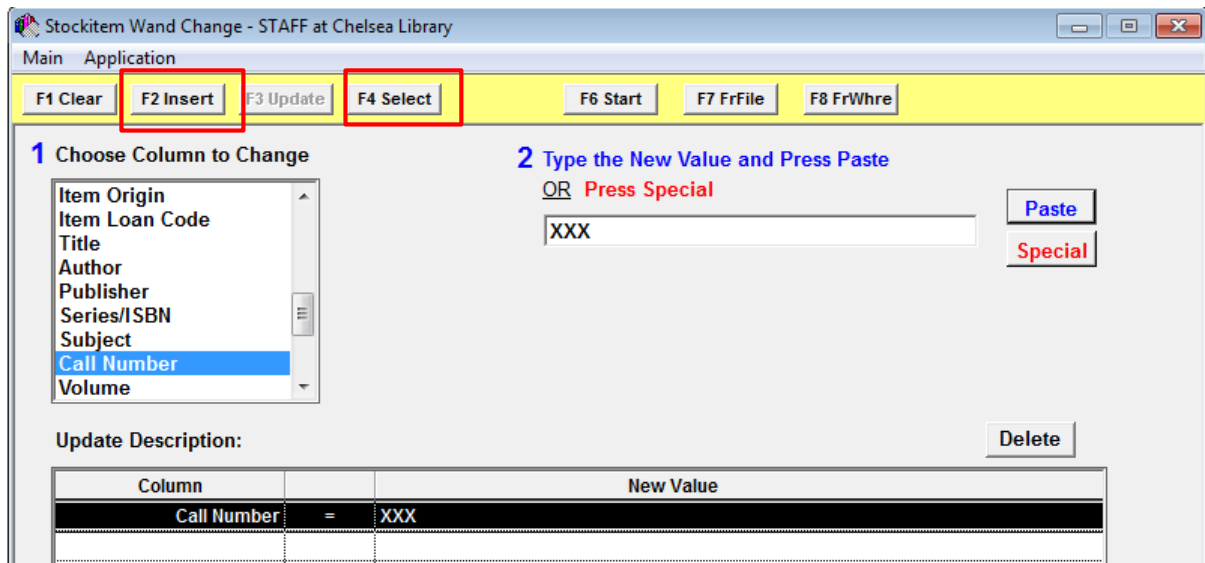 Stockitem Wand Change - STAFF at Chelsea Library
Main Application
F1 Clear F2 Insert F3 Update F4 Select F6 Start F7 FrFile F8 FrWhre
1 Choose Column to Change
Item Origin
Item Loan Code
Title
Author
Publisher
Series/ISBN
Subject
Call Number
Volume
2 Type the New Value and Press Paste
OR Press Special
XXX
Paste
Special
Update Description:
Delete
Column New Value
Call Number = XXX